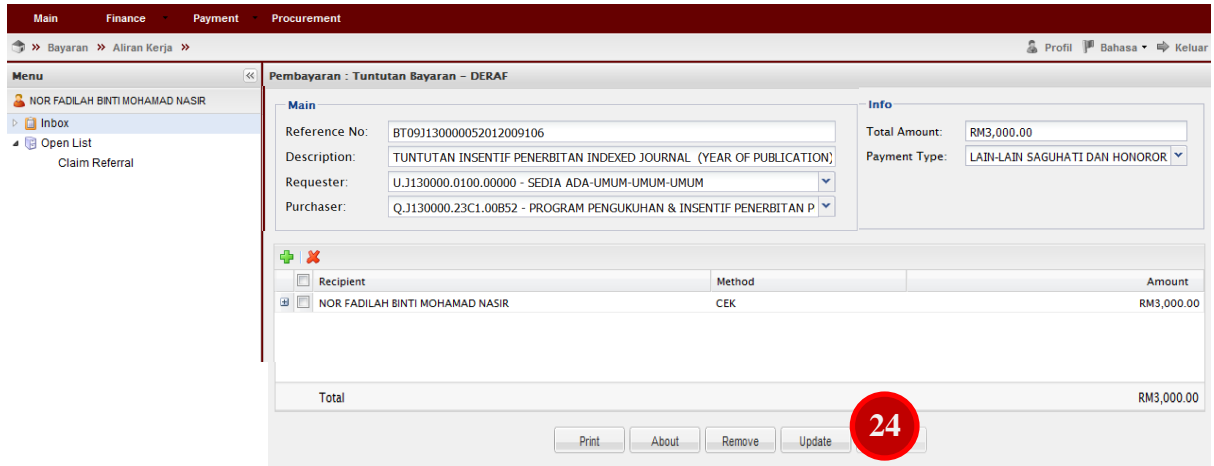 Main Finance Payment Procurement
» Bayaran » Aliran Kerja » Profil Bahasa Keluar
Menu « Pembayaran : Tuntutan Bayaran – DERAF
NOR FADILAH BINTI MOHAMAD NASIR
Inbox
Open List
Claim Referral
Main
Reference No: BT09J130000052012009106
Description: TUNTUTAN INSENTIF PENERBITAN INDEXED JOURNAL (YEAR OF PUBLICATION)
Requester: U.J130000.0100.00000 - SEDIA ADA-UMUM-UMUM-UMUM
Purchaser: Q.J130000.23C1.00B52 - PROGRAM PENGUKUHAN & INSENTIF PENERBITAN P
Info
Total Amount: RM3,000.00
Payment Type: LAIN-LAIN SAGUHATI DAN HONOROR
Recipient Method Amount
NOR FADILAH BINTI MOHAMAD NASIR CEK RM3,000.00
Total RM3,000.00
Print About Remove Update 24